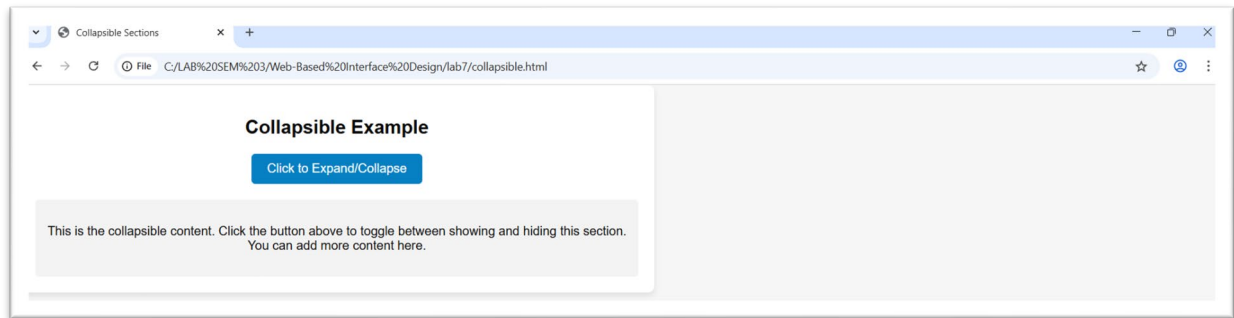 Collapsible Sections
File C:/LAB%20SEM%203/Web-Based%20Interface%20Design/lab7/collapsible.html
Collapsible Example
Click to Expand/Collapse
This is the collapsible content. Click the button above to toggle between showing and hiding this section.
You can add more content here.